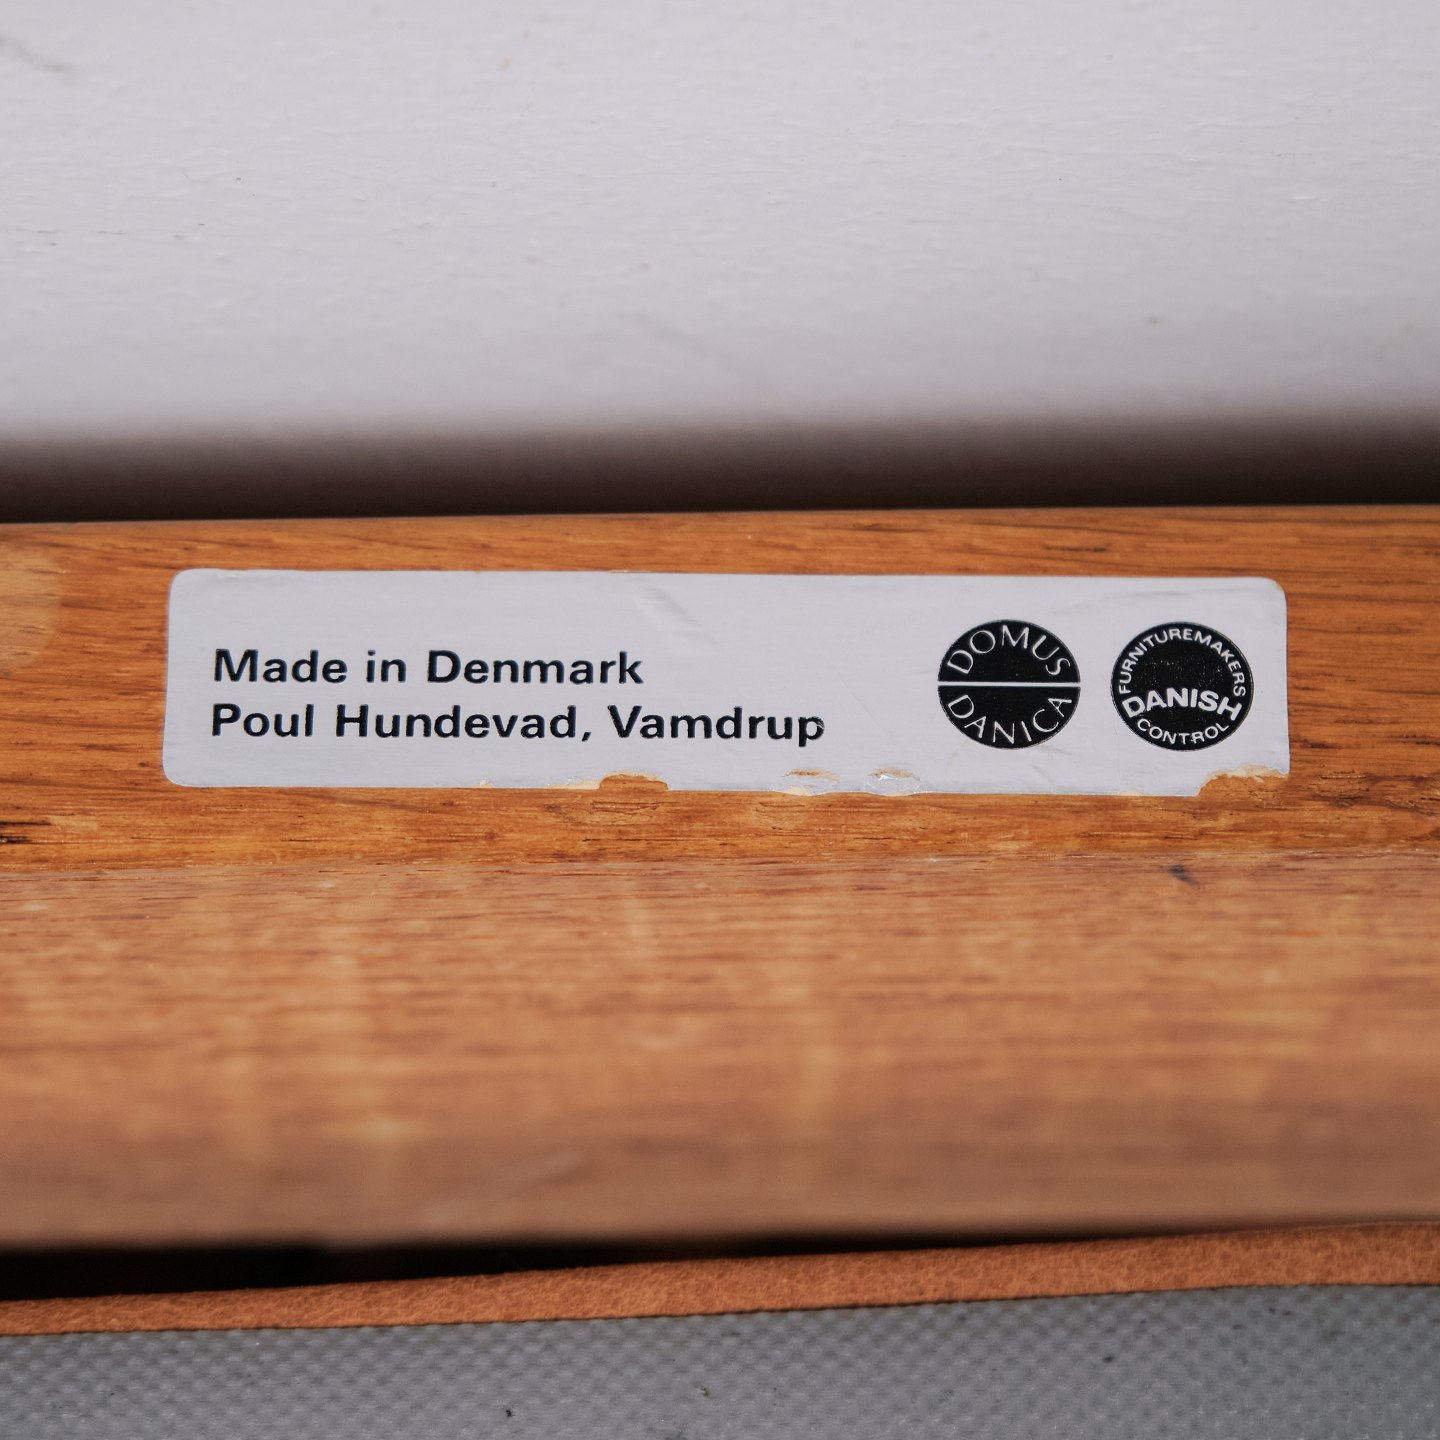 Made in Denmark
Poul Hundevad, Vamdrup
DOMUS
DANICA
FURNITUREMAKERS
DANISH
CONTROL